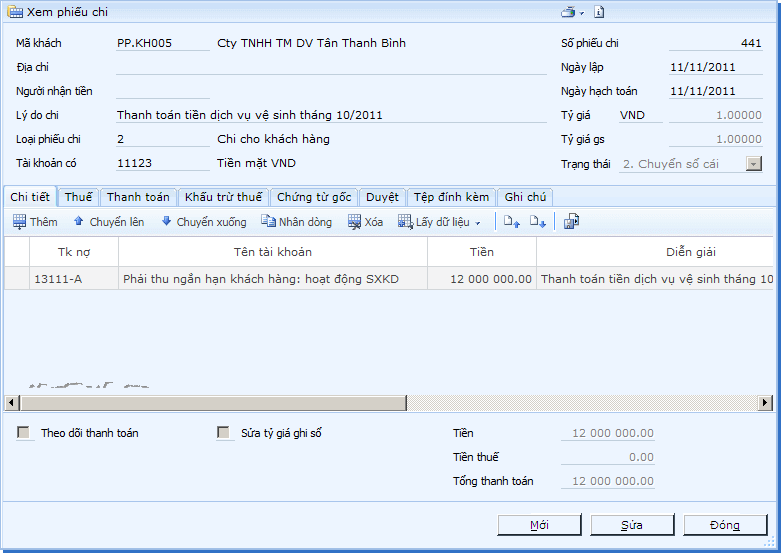 Xem phiếu chi
Mã khách PP.KH005 Cty TNHH TM DV Tân Thanh Bình Số phiếu chi 441
Địa chỉ Ngày lập 11/11/2011
Người nhận tiền Ngày hạch toán 11/11/2011
Lý do chi Thanh toán tiền dịch vụ vệ sinh tháng 10/2011 Tỷ giá VND 1.00000
Loại phiếu chi 2 Chi cho khách hàng Tỷ giá gs 1.00000
Tài khoản có 11123 Tiền mặt VND Trạng thái 2. Chuyển sổ cái
Chi tiết Thuế Thanh toán Khấu trừ thuế Chứng từ gốc Duyệt Tệp đính kèm Ghi chú
Thêm Chuyển lên Chuyển xuống Nhân dòng Xóa Lấy dữ liệu
Tk nợ Tên tài khoản Tiền Diễn giải
13111-A Phải thu ngắn hạn khách hàng: hoạt động SXKD 12 000 000.00 Thanh toán tiền dịch vụ vệ sinh tháng 10
Theo dõi thanh toán Sửa tỷ giá ghi sổ Tiền 12 000 000.00
Tiền thuế 0.00
Tổng thanh toán 12 000 000.00
Mới Sửa Đóng